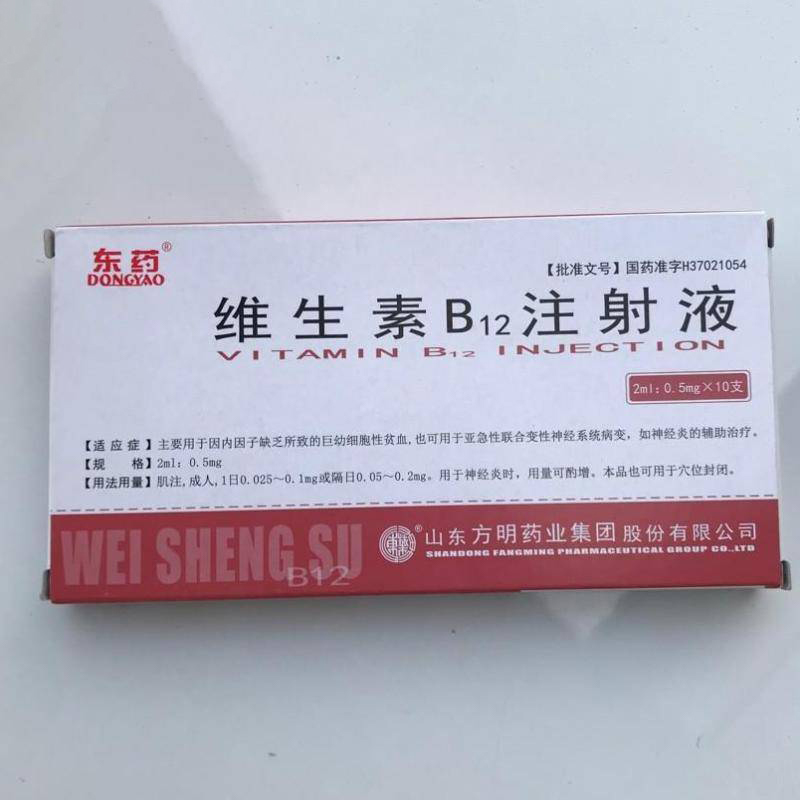 东药®
DONGYAO
【批准文号】国药准字H37021054
维生素B12注射液
VITAMIN B12 INJECTION
2ml:0.5mg×10支
【适应症】主要用于因内因子缺乏所致的巨幼细胞性贫血,也可用于亚急性联合变性神经系统病变,如神经炎的辅助治疗。
【规 格】2ml:0.5mg
【用法用量】肌注,成人,1日0.025~0.1mg或隔日0.05~0.2mg。用于神经炎时,用量可酌增。本品也可用于穴位封闭。
WEI SHENG SU
B12
® 山东方明药业集团股份有限公司
SHANDONG FANGMING PHARMACEUTICAL GROUP CO.,LTD